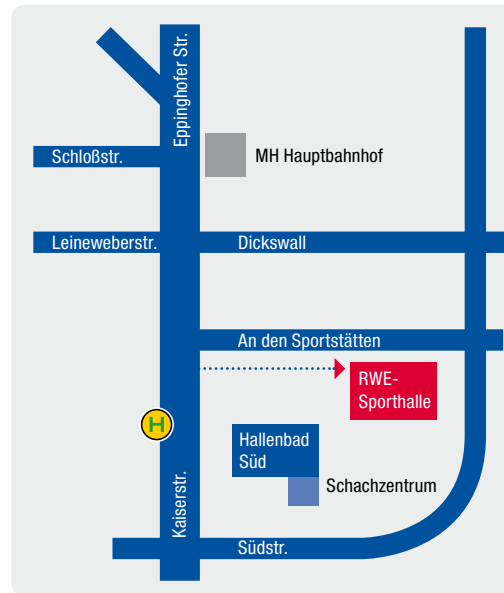 Eppinghofer Str.
Schloßstr.
MH Hauptbahnhof
Leineweberstr.
Dickswall
An den Sportstätten
RWE-
Sporthalle
H
Hallenbad
Süd
Schachzentrum
Kaiserstr.
Südstr.